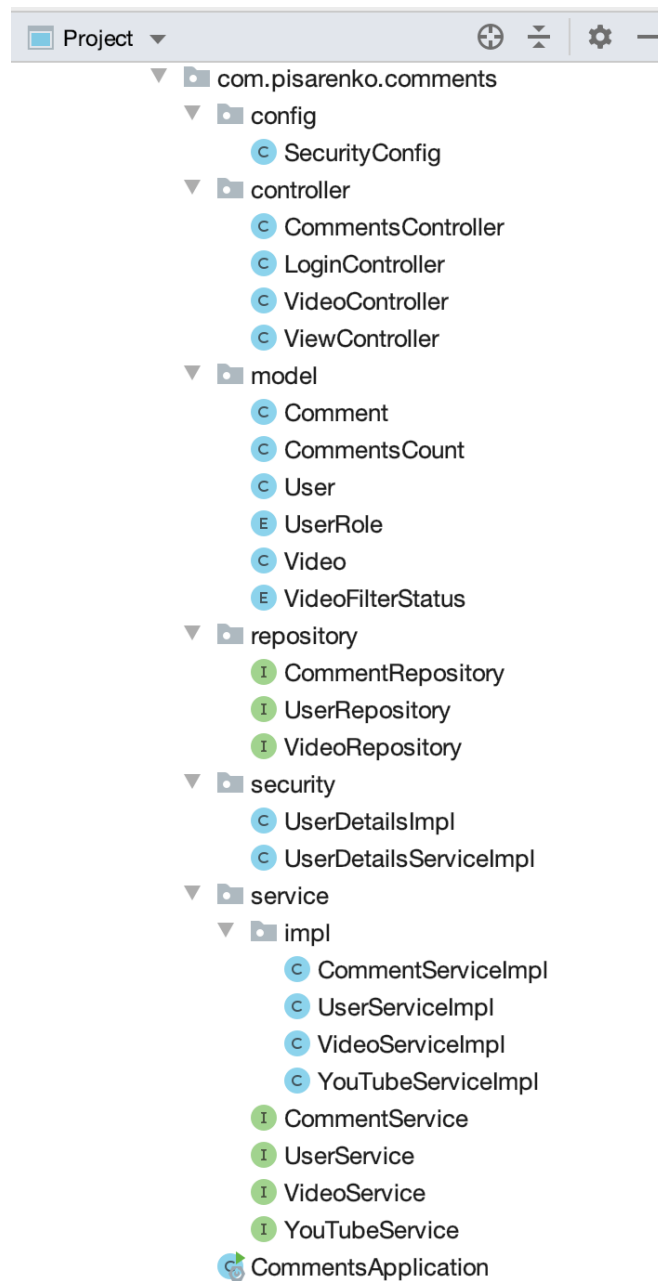 Project
com.pisarenko.comments
config
C SecurityConfig
controller
C CommentsController
C LoginController
C VideoController
C ViewController
model
C Comment
C CommentsCount
C User
E UserRole
C Video
E VideoFilterStatus
repository
I CommentRepository
I UserRepository
I VideoRepository
security
C UserDetailsImpl
C UserDetailsServiceImpl
service
impl
C CommentServiceImpl
C UserServiceImpl
C VideoServiceImpl
C YouTubeServiceImpl
I CommentService
I UserService
I VideoService
I YouTubeService
C CommentsApplication